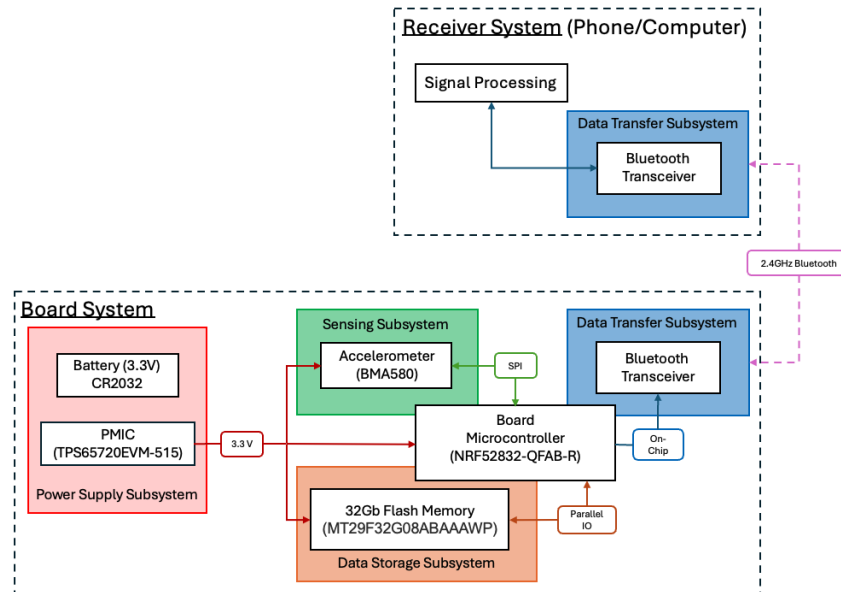 Receiver System (Phone/Computer)
Signal Processing
Data Transfer Subsystem
Bluetooth
Transceiver
2.4GHz Bluetooth
Board System
Sensing Subsystem
Data Transfer Subsystem
Accelerometer
(BMA580)
SPI
Bluetooth
Transceiver
Battery (3.3V)
CR2032
PMIC
(TPS65720EVM-515)
3.3 V
Board
Microcontroller
(NRF52832-QFAB-R)
On-
Chip
Power Supply Subsystem
32Gb Flash Memory
(MT29F32G08ABAAAWP)
Parallel
IO
Data Storage Subsystem